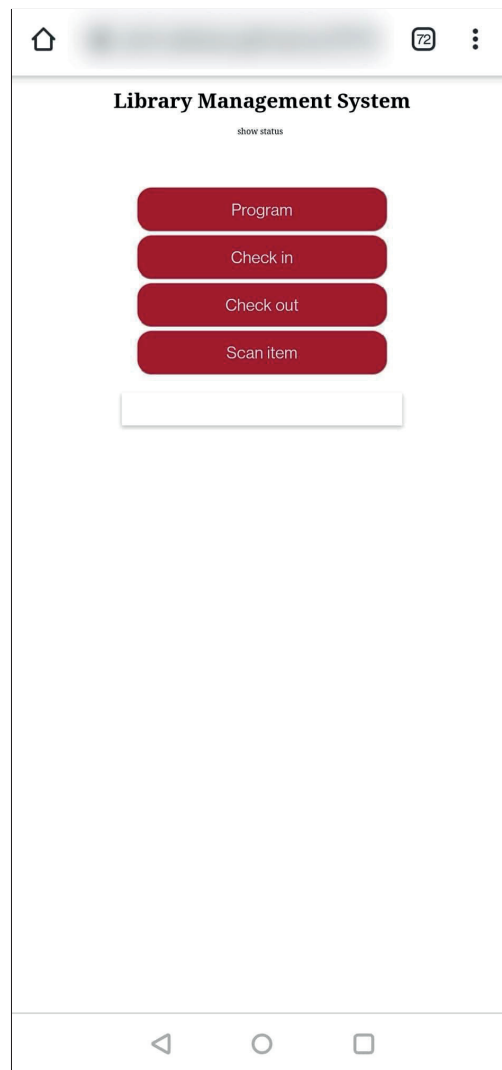 72
Library Management System
show status
Program
Check in
Check out
Scan item